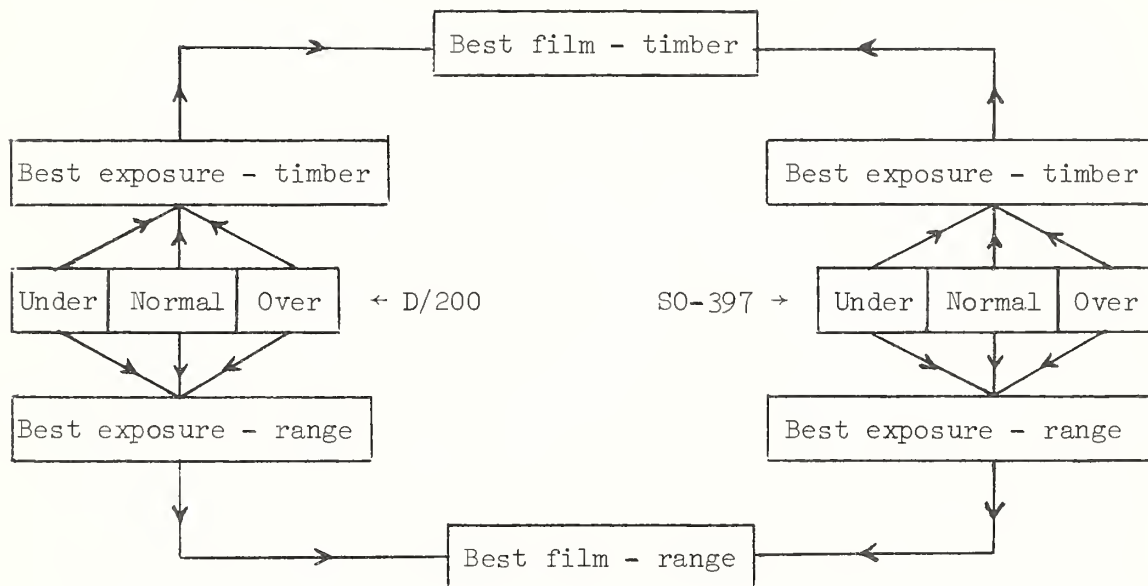 Best film - timber
Best exposure - timber Best exposure - timber
Under Normal Over ← D/200 SO-397 → Under Normal Over
Best exposure - range Best exposure - range
Best film - range